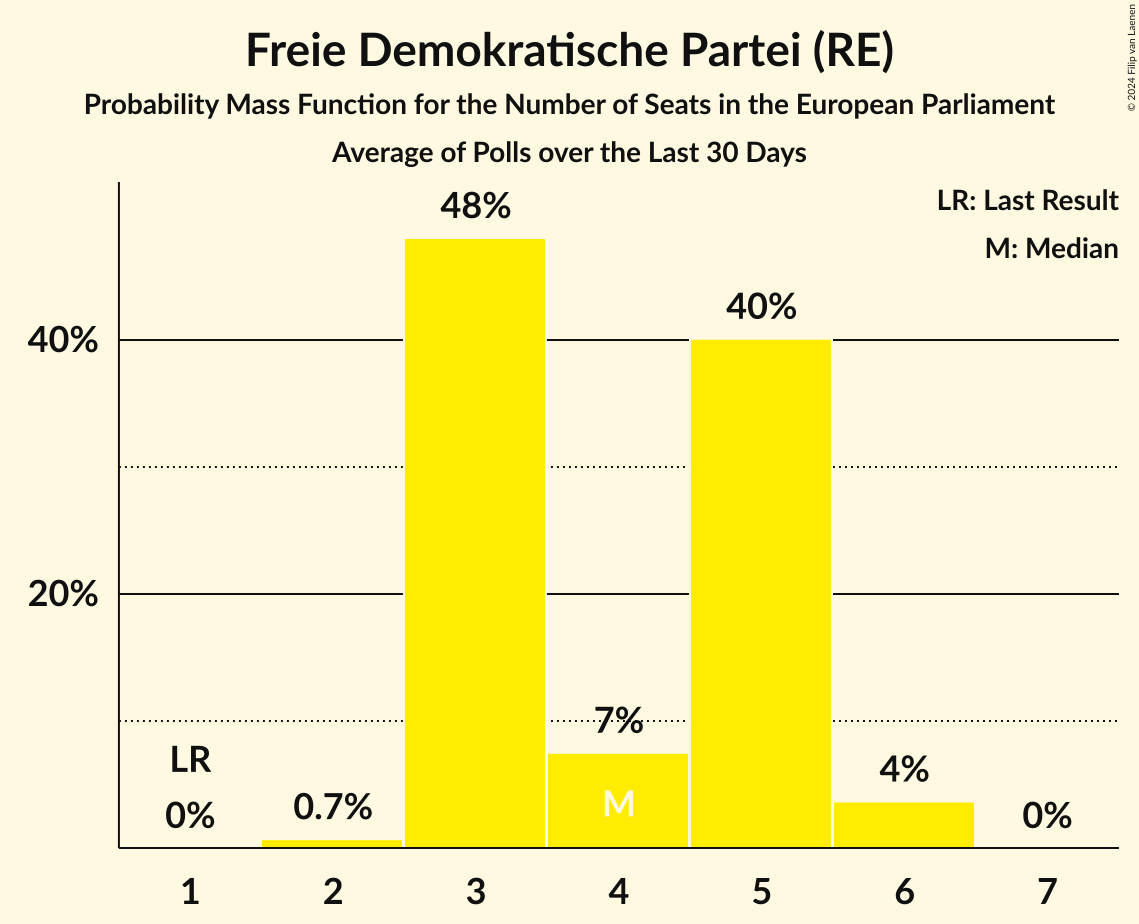 Freie Demokratische Partei (RE)
Probability Mass Function for the Number of Seats in the European Parliament
Average of Polls over the Last 30 Days
© 2024 Filip van Laenen
LR: Last Result
M: Median
48%
40%
40%
20%
7%
LR
0%
0.7%
M
4%
0%
1 2 3 4 5 6 7